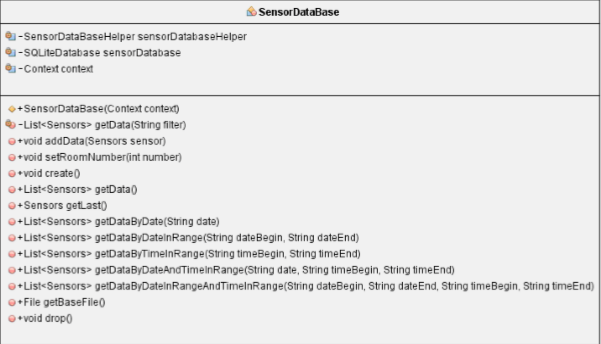 SensorDataBase
-SensorDataBaseHelper sensorDatabaseHelper
-SQLiteDatabase sensorDatabase
-Context context
+SensorDataBase(Context context)
-List<Sensors> getData(String filter)
+void addData(Sensors sensor)
+void setRoomNumber(int number)
+void create()
+List<Sensors> getData()
+Sensors getLast()
+List<Sensors> getDataByDate(String date)
+List<Sensors> getDataByDateInRange(String dateBegin, String dateEnd)
+List<Sensors> getDataByTimeInRange(String timeBegin, String timeEnd)
+List<Sensors> getDataByDateAndTimeInRange(String date, String timeBegin, String timeEnd)
+List<Sensors> getDataByDateInRangeAndTimeInRange(String dateBegin, String dateEnd, String timeBegin, String timeEnd)
+File getBaseFile()
+void drop()